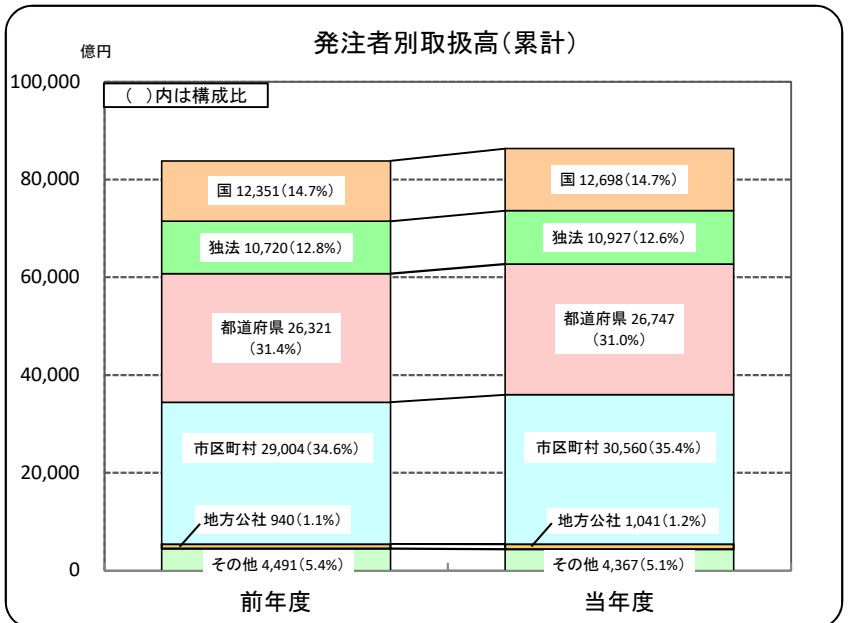 発注者別取扱高(累計)
億円
(　)内は構成比
100,000
80,000
60,000
40,000
20,000
0
国 12,351(14.7%)
独法 10,720(12.8%)
都道府県 26,321
(31.4%)
市区町村 29,004(34.6%)
地方公社 940(1.1%)
その他 4,491(5.4%)
国 12,698(14.7%)
独法 10,927(12.6%)
都道府県 26,747
(31.0%)
市区町村 30,560(35.4%)
地方公社 1,041(1.2%)
その他 4,367(5.1%)
前年度
当年度